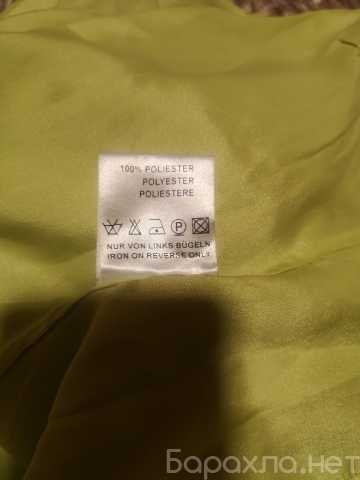 100% POLIESTER
POLYESTER
POLIESTERE
P
NUR VON LINKS BÜGELN
IRON ON REVERSE ONLY
Барахла.нет